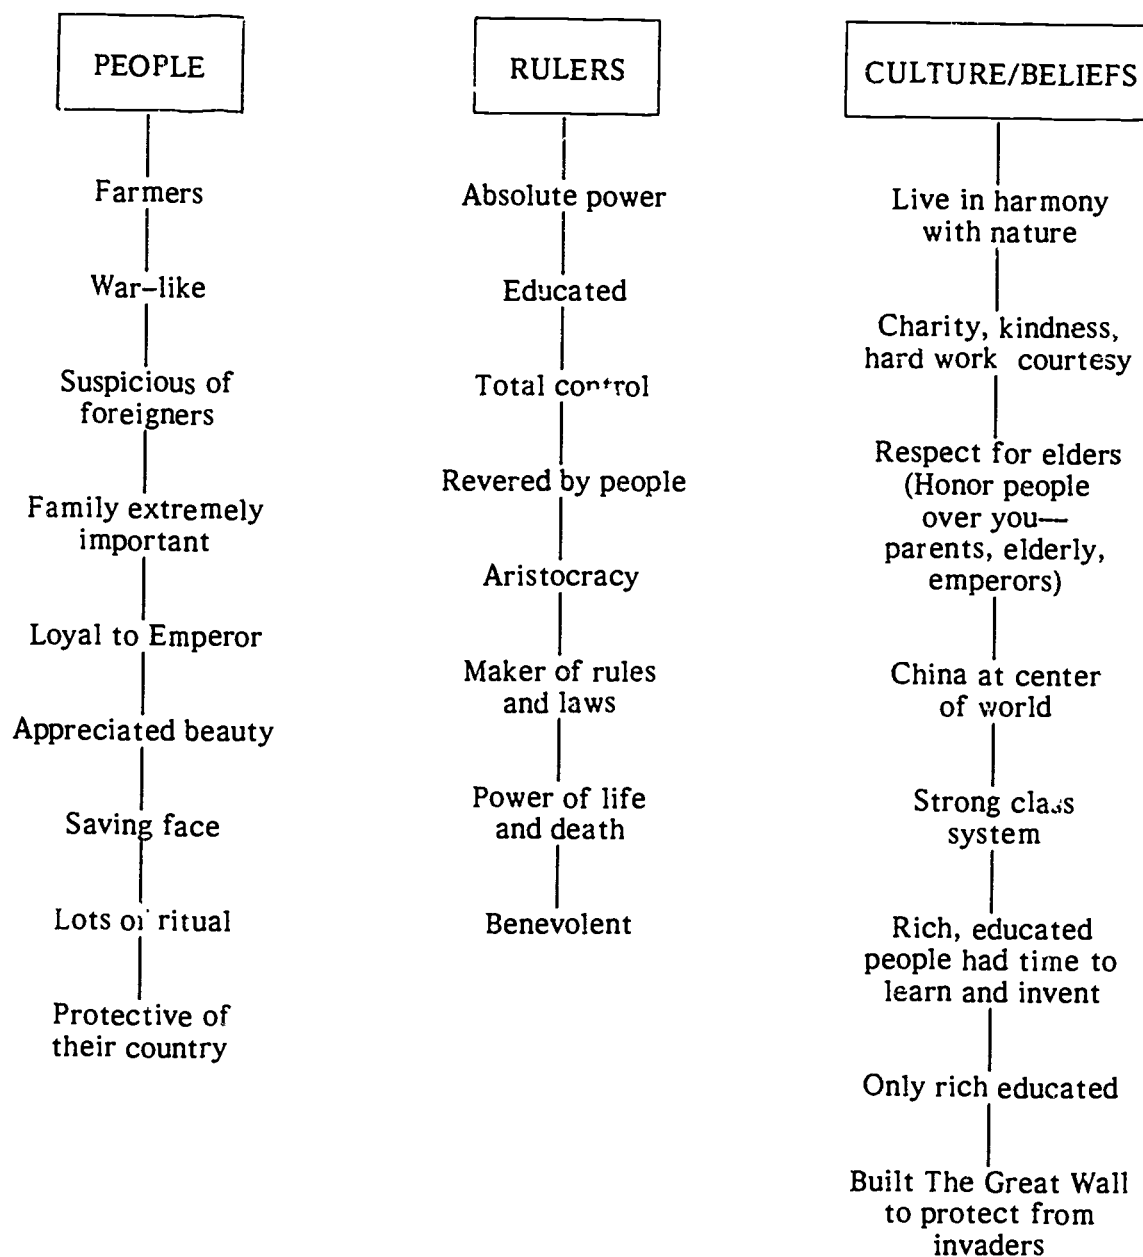 PEOPLE
Farmers
War-like
Suspicious of
foreigners
Family extremely
important
Loyal to Emperor
Appreciated beauty
Saving face
Lots of ritual
Protective of
their country
RULERS
Absolute power
Educated
Total control
Revered by people
Aristocracy
Maker of rules
and laws
Power of life
and death
Benevolent
CULTURE/BELIEFS
Live in harmony
with nature
Charity, kindness,
hard work courtesy
Respect for elders
(Honor people
over you—
parents, elderly,
emperors)
China at center
of world
Strong class
system
Rich, educated
people had time to
learn and invent
Only rich educated
Built The Great Wall
to protect from
invaders